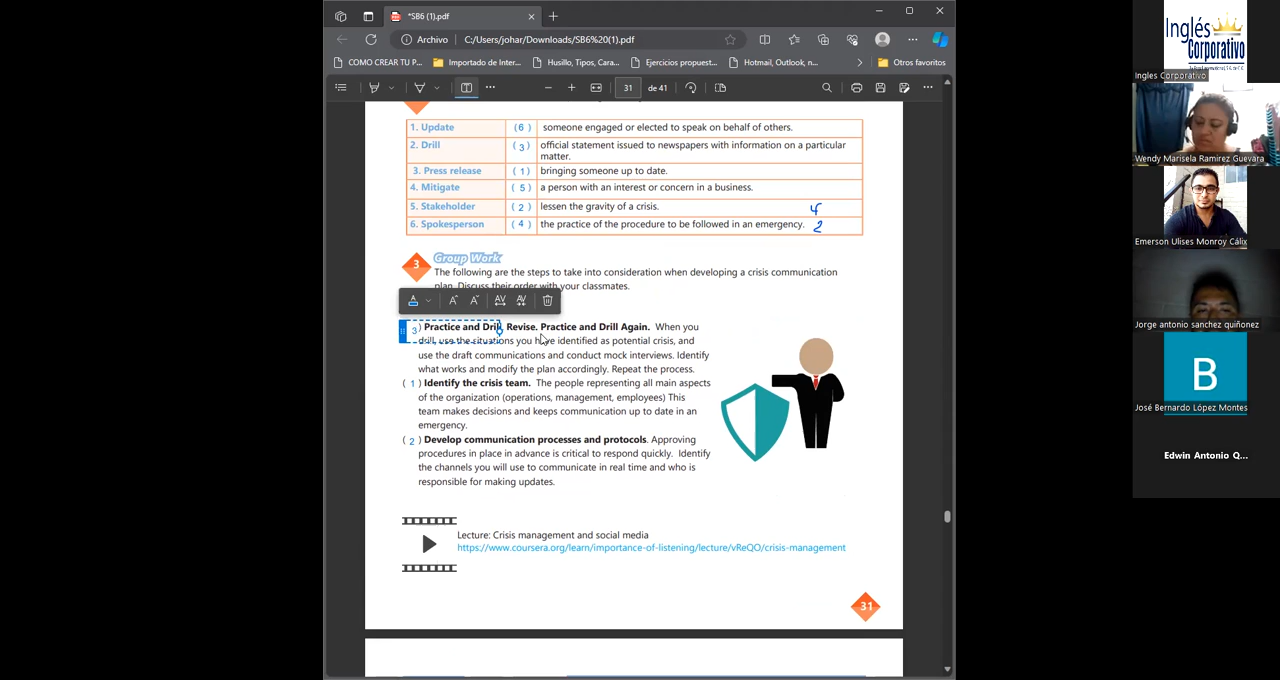 *SB6 (1).pdf
Archivo
C:/Users/johar/Downloads/SB6%20(1).pdf
COMO CREAR TU P...
Importado de Inter...
Husillo, Tipos, Cara...
Ejercicios propuest...
Hotmail, Outlook, n...
Otros favoritos
31 de 41
1. Update (6) someone engaged or elected to speak on behalf of others.
2. Drill (3) official statement issued to newspapers with information on a particular
matter.
3. Press release (1) bringing someone up to date.
4. Mitigate (5) a person with an interest or concern in a business.
5. Stakeholder (2) lessen the gravity of a crisis. 4
6. Spokesperson (4) the practice of the procedure to be followed in an emergency. 2
3 Group Work
The following are the steps to take into consideration when developing a crisis communication
plan. Discuss their order with your classmates.
3) Practice and Drill, Revise. Practice and Drill Again. When you
drill, use the situations you have identified as potential crisis, and
use the draft communications and conduct mock interviews. Identify
what works and modify the plan accordingly. Repeat the process.
(1) Identify the crisis team. The people representing all main aspects
of the organization (operations, management, employees) This
team makes decisions and keeps communication up to date in an
emergency.
(2) Develop communication processes and protocols. Approving
procedures in place in advance is critical to respond quickly. Identify
the channels you will use to communicate in real time and who is
responsible for making updates.
Lecture: Crisis management and social media
https://www.coursera.org/learn/importance-of-listening/lecture/vReQO/crisis-management
31
Inglés
Corporativo
Ingles Corporativo
Wendy Marisela Ramirez Guevara
Emerson Ulises Monroy Cálix
Jorge antonio sanchez quiñonez
B
José Bernardo López Montes
Edwin Antonio Q...